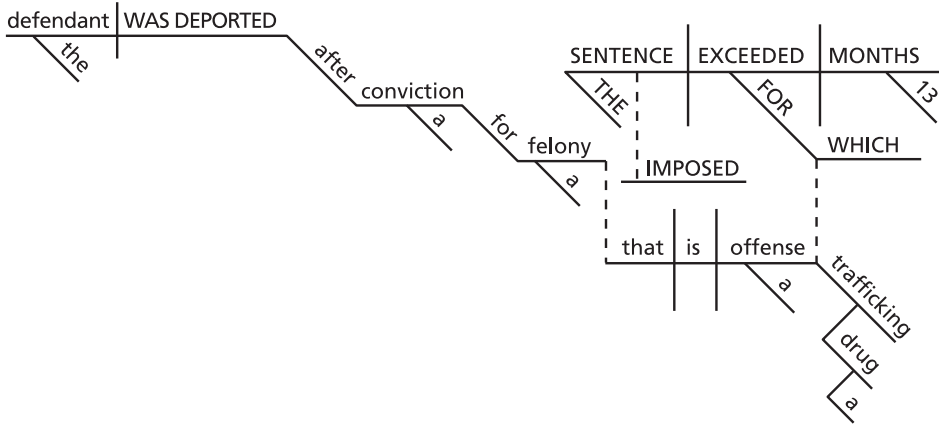 defendant WAS DEPORTED
the
after
conviction
a
for
felony
a
SENTENCE EXCEEDED MONTHS
THE
FOR
13
WHICH
IMPOSED
that is offense
a
trafficking
drug
a